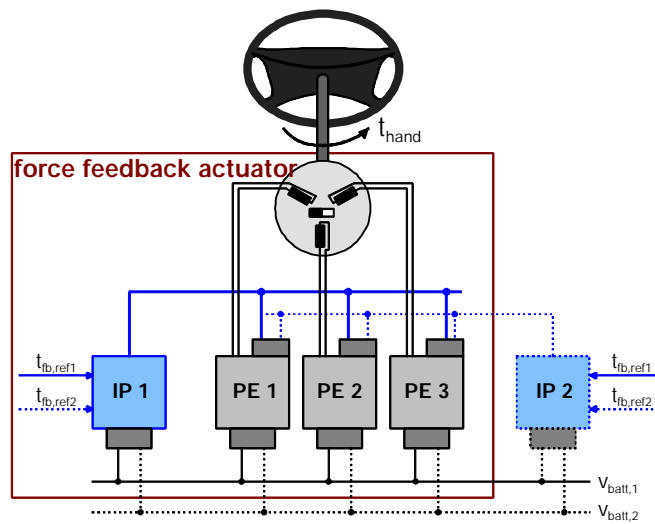 t_hand
force feedback actuator
t_fb,ref1
t_fb,ref2
IP 1
PE 1
PE 2
PE 3
IP 2
t_fb,ref1
t_fb,ref2
v_batt,1
v_batt,2